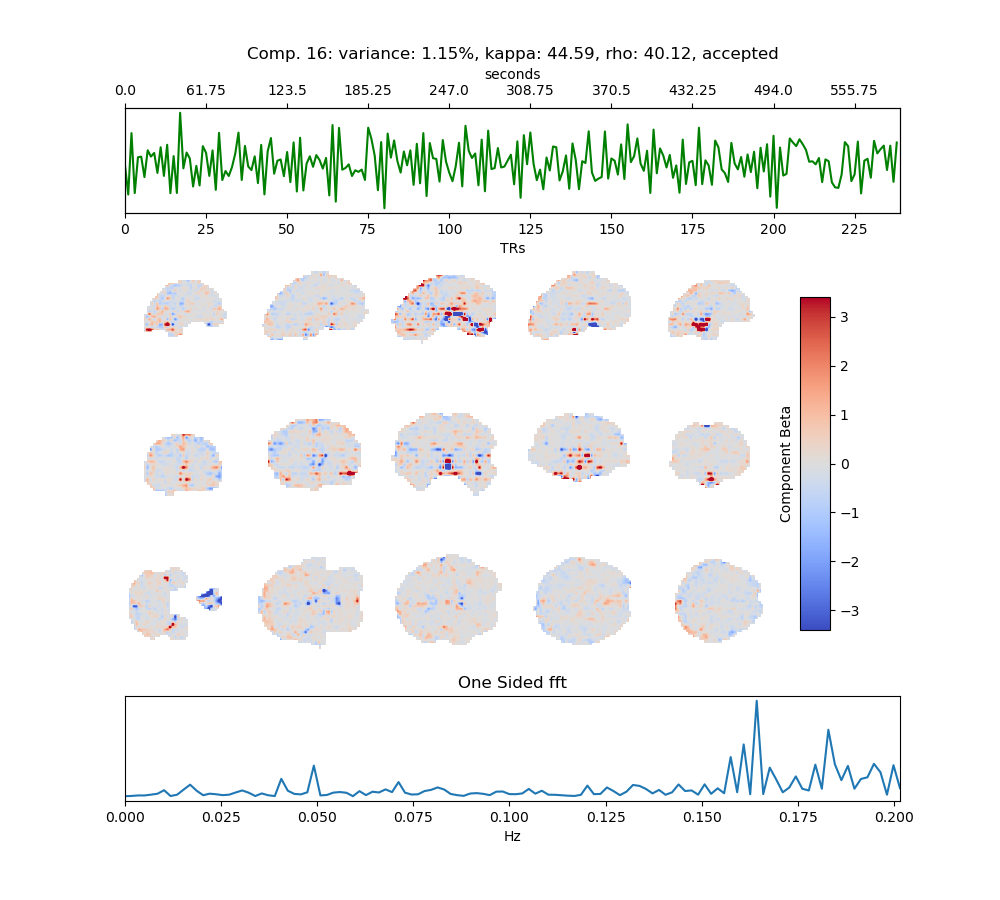 Comp. 16: variance: 1.15%, kappa: 44.59, rho: 40.12, accepted
seconds
0.0 61.75 123.5 185.25 247.0 308.75 370.5 432.25 494.0 555.75
0 25 50 75 100 125 150 175 200 225
TRs
3
2
1
0
−1
−2
−3
Component Beta
One Sided fft
0.000 0.025 0.050 0.075 0.100 0.125 0.150 0.175 0.200
Hz